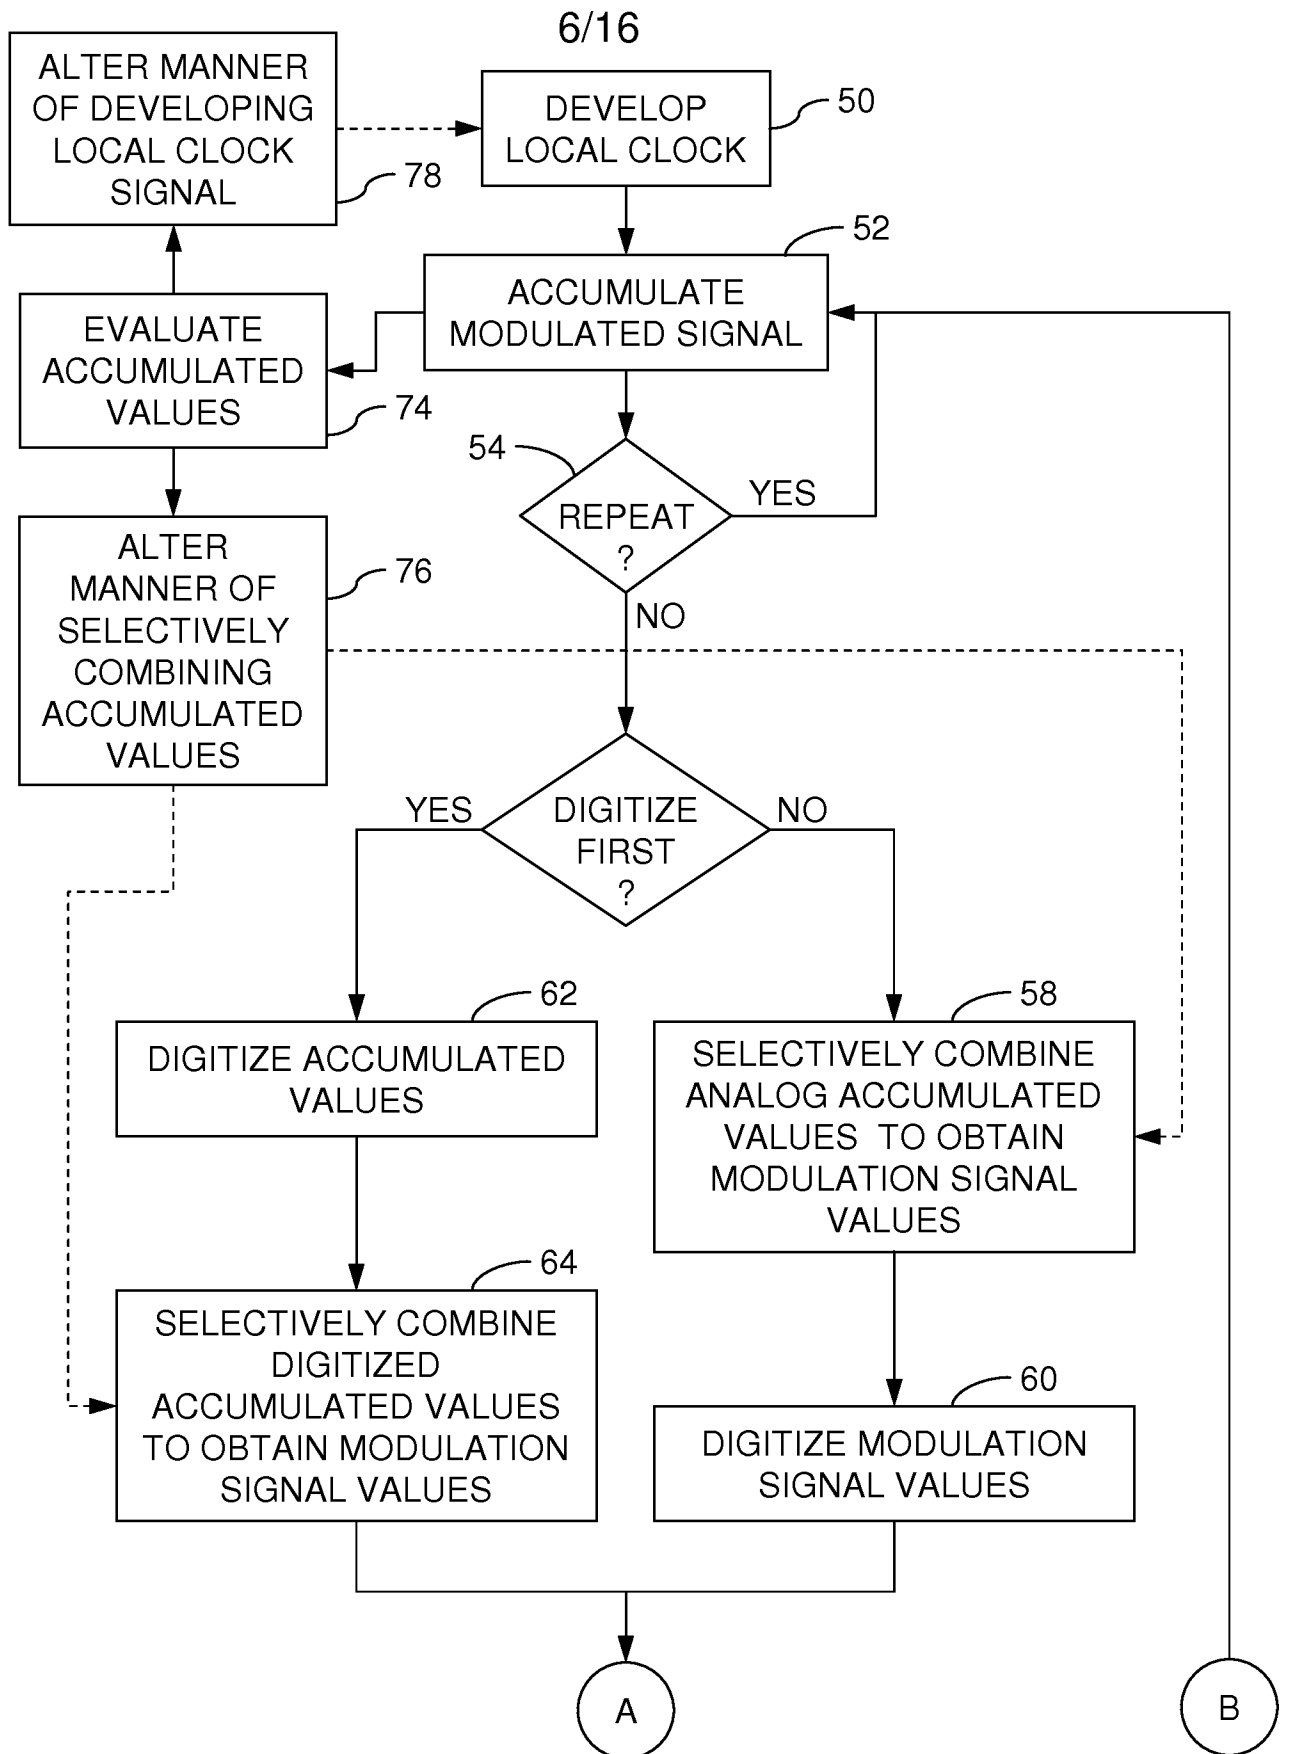 6/16
ALTER MANNER
OF DEVELOPING
LOCAL CLOCK
SIGNAL
78
DEVELOP
LOCAL CLOCK
50
52
ACCUMULATE
MODULATED SIGNAL
EVALUATE
ACCUMULATED
VALUES
74
54
REPEAT
?
YES
NO
ALTER
MANNER OF
SELECTIVELY
COMBINING
ACCUMULATED
VALUES
76
YES
DIGITIZE
FIRST
?
NO
62
DIGITIZE ACCUMULATED
VALUES
58
SELECTIVELY COMBINE
ANALOG ACCUMULATED
VALUES TO OBTAIN
MODULATION SIGNAL
VALUES
64
SELECTIVELY COMBINE
DIGITIZED
ACCUMULATED VALUES
TO OBTAIN MODULATION
SIGNAL VALUES
60
DIGITIZE MODULATION
SIGNAL VALUES
A
B